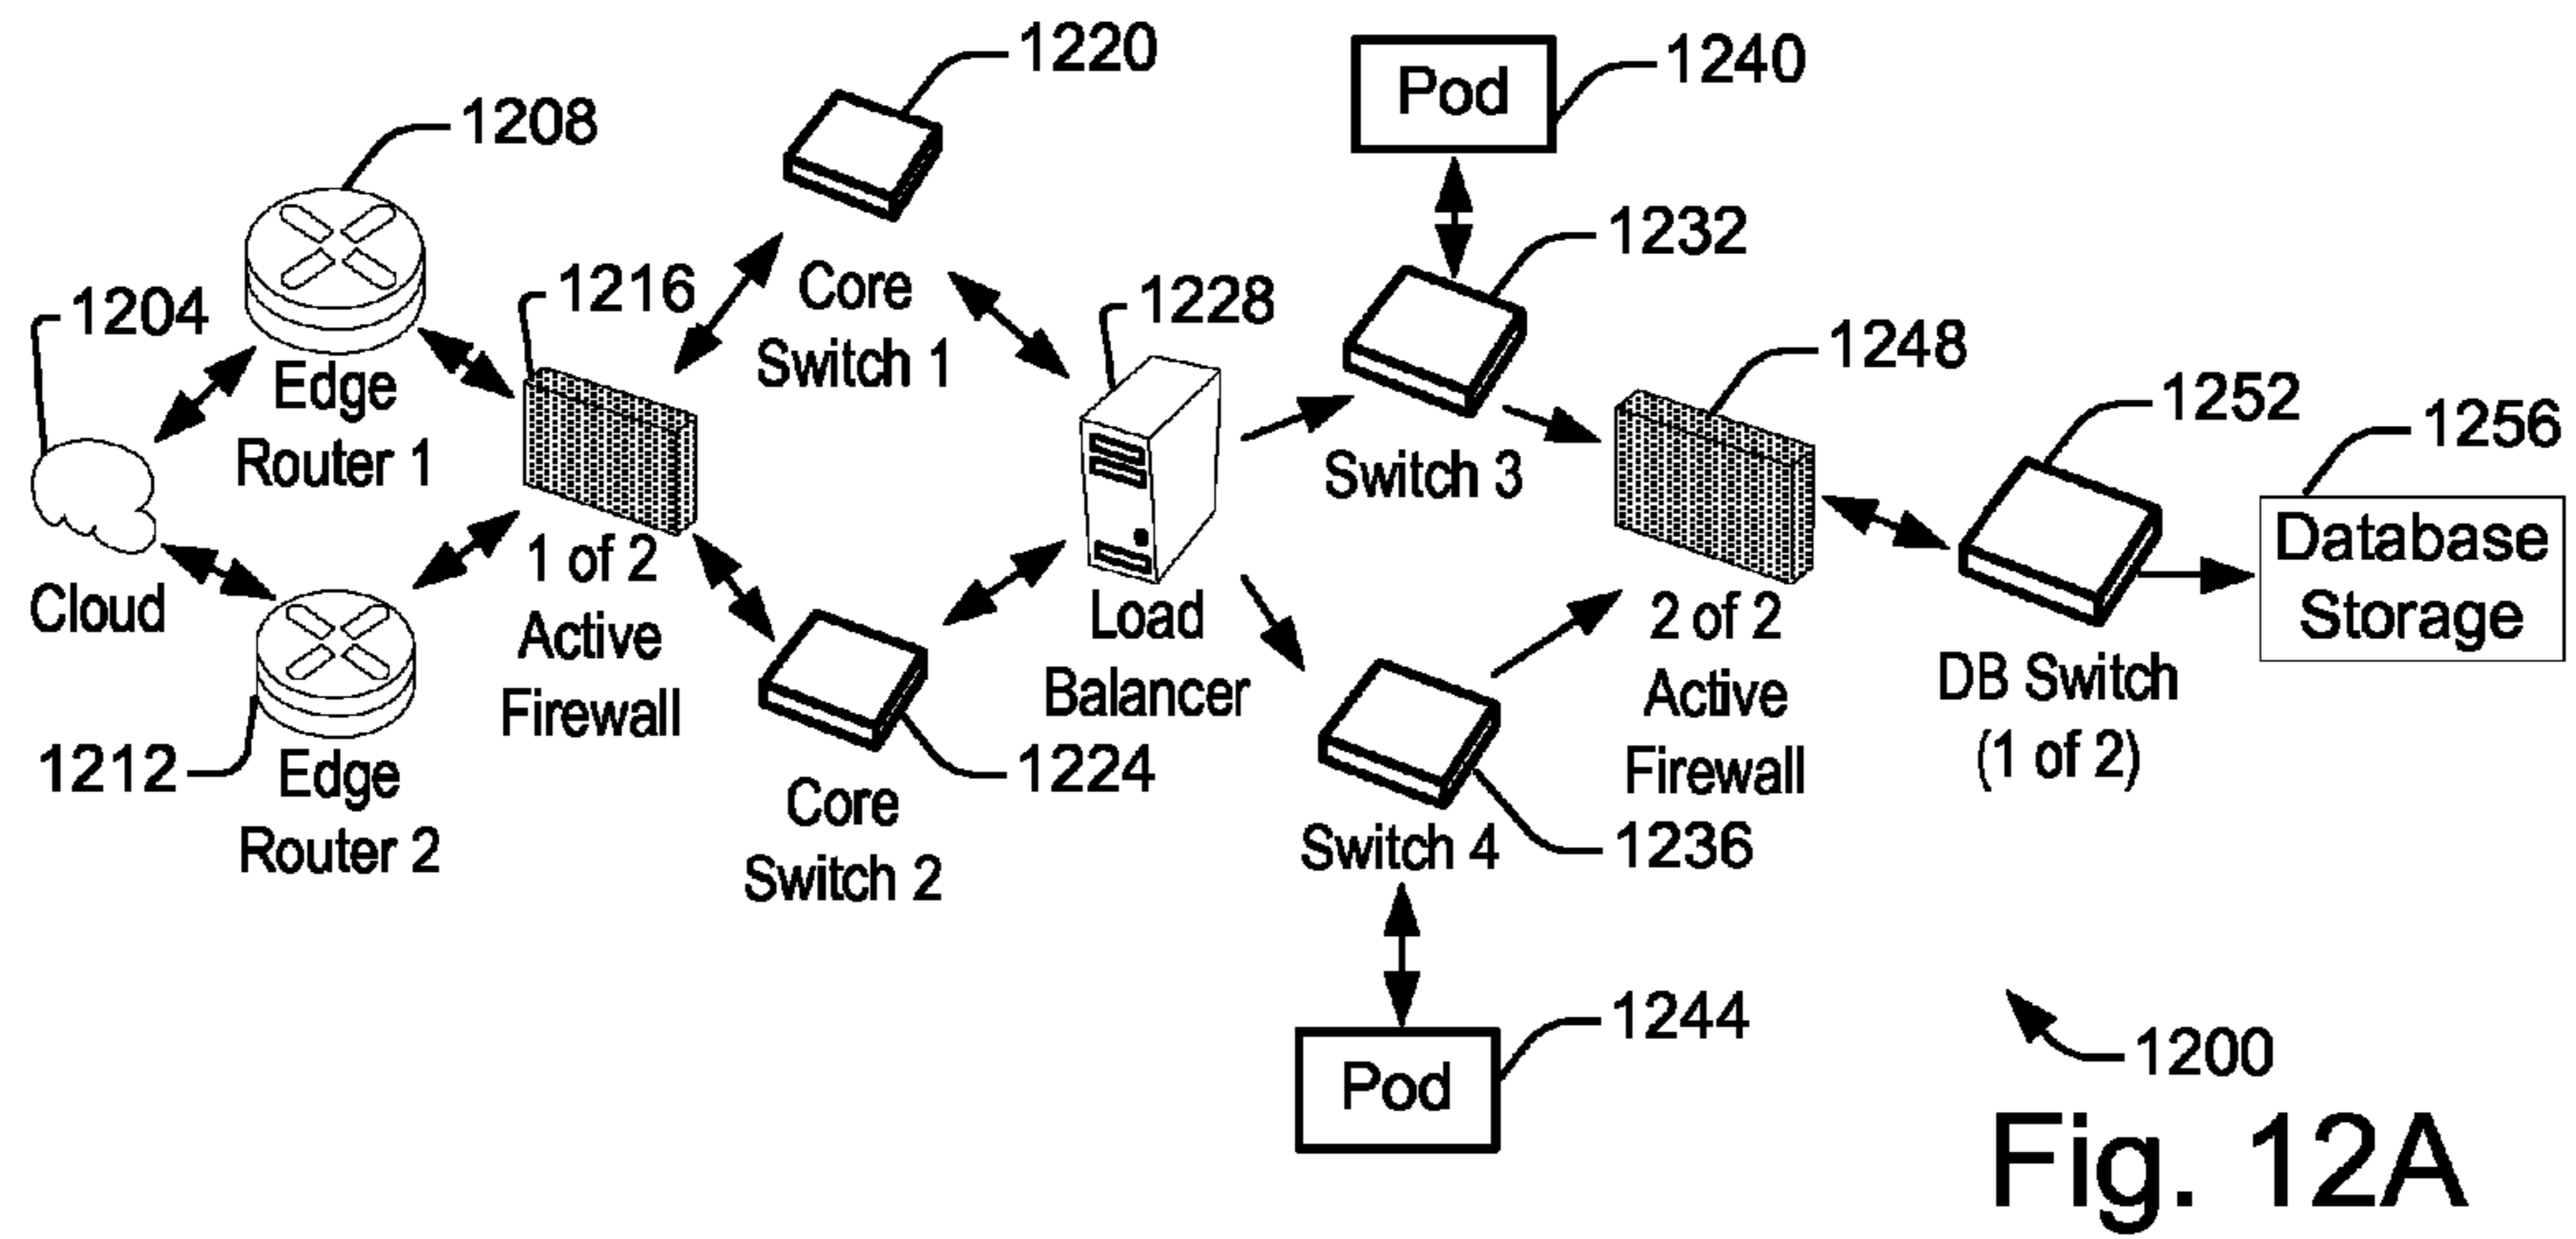 1220
1240
Pod
1208
1232
1216
Core
Switch 1
1204
1228
1248
Edge
Router 1
1252
1256
Switch 3
Database
Storage
1 of 2
Active
Firewall
Cloud
Load
Balancer
2 of 2
Active
Firewall
DB Switch
(1 of 2)
1212
Edge
Router 2
1224
Core
Switch 2
Switch 4
1236
1244
Pod
1200
Fig. 12A